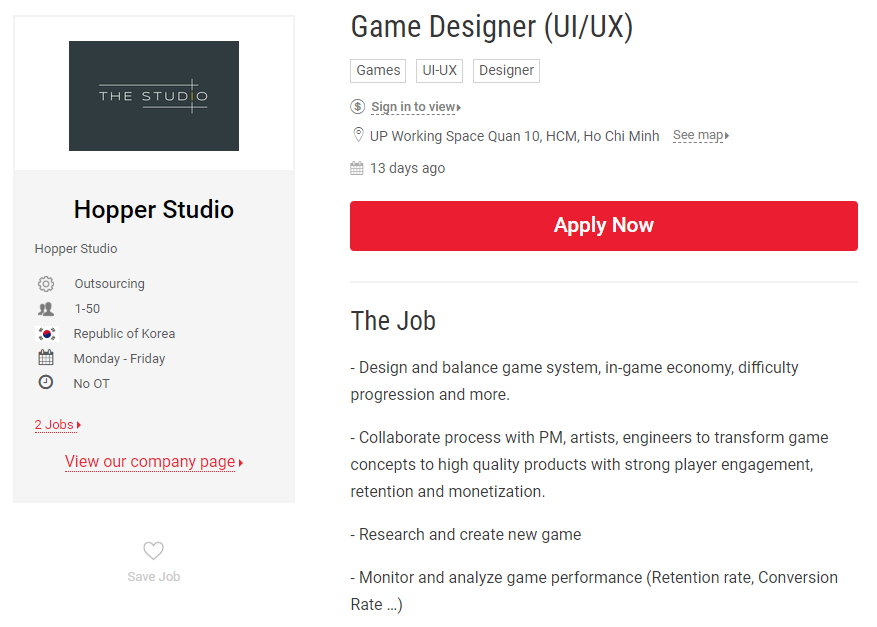 THE STUDIO
Hopper Studio
Hopper Studio
Outsourcing
1-50
Republic of Korea
Monday - Friday
No OT
2 Jobs
View our company page
Save Job
Game Designer (UI/UX)
Games UI-UX Designer
$ Sign in to view
UP Working Space Quan 10, HCM, Ho Chi Minh See map
13 days ago
Apply Now
The Job
- Design and balance game system, in-game economy, difficulty
progression and more.
- Collaborate process with PM, artists, engineers to transform game
concepts to high quality products with strong player engagement,
retention and monetization.
- Research and create new game
- Monitor and analyze game performance (Retention rate, Conversion
Rate ...)